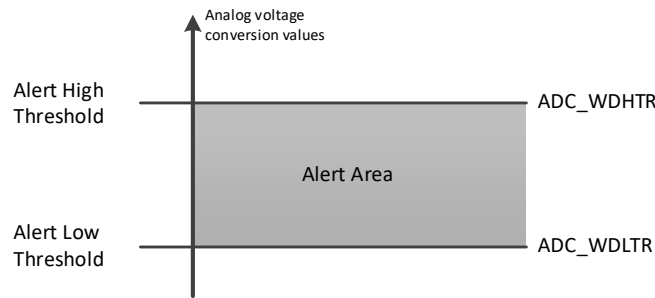 Analog voltage
conversion values
Alert High
Threshold
ADC_WDHTR
Alert Area
Alert Low
Threshold
ADC_WDLTR